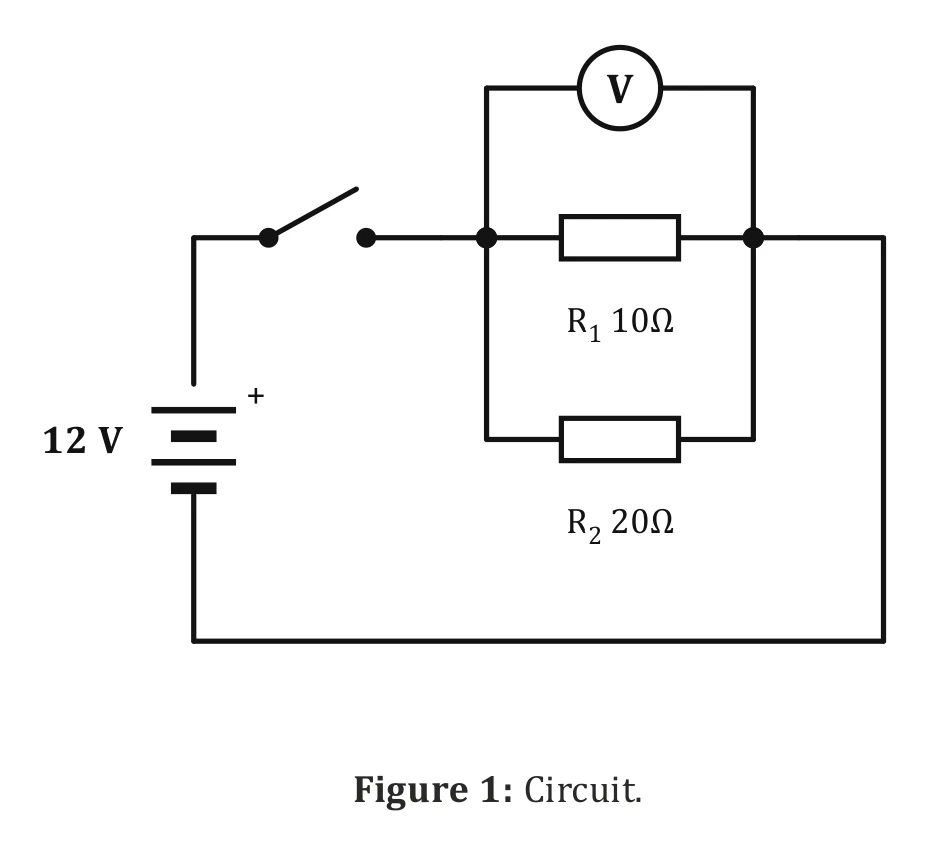 V
+
12 V
R₁ 10Ω
R₂ 20Ω
Figure 1: Circuit.